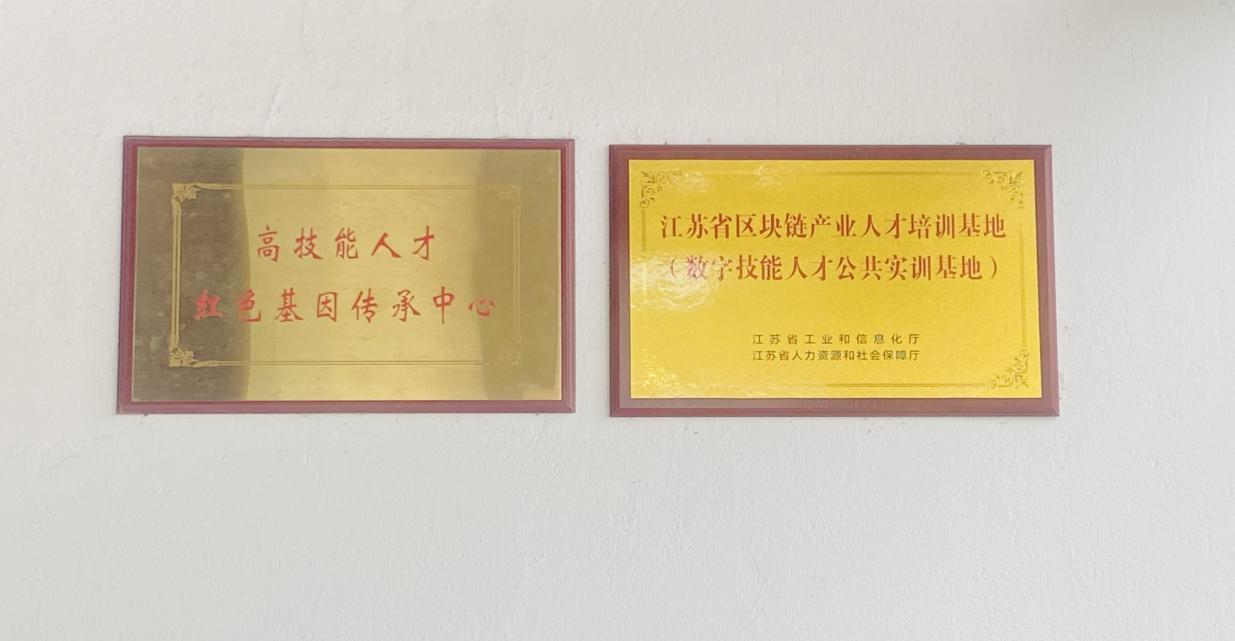 高技能人才
红色基因传承中心
江苏省区块链产业人才培训基地
（数字技能人才公共实训基地）
江苏省工业和信息化厅
江苏省人力资源和社会保障厅